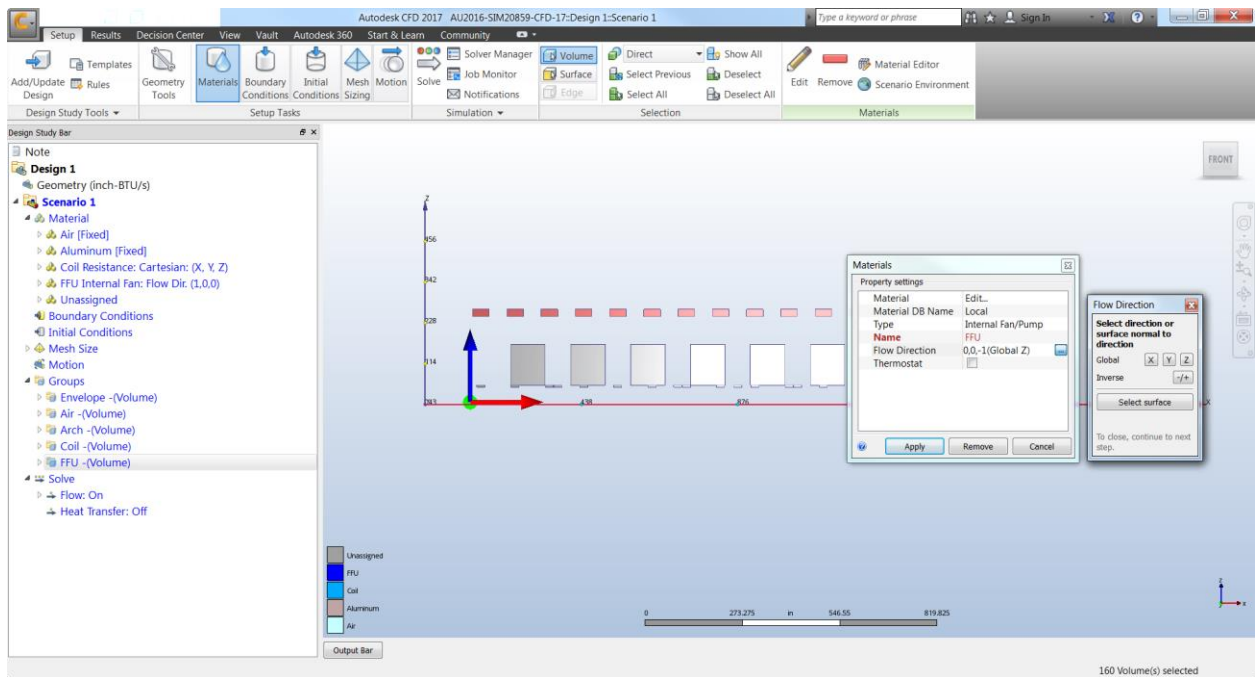 Autodesk CFD 2017 AU2016-SIM20859-CFD-17::Design 1::Scenario 1
Type a keyword or phrase
Sign In
Setup Results Decision Center View Vault Autodesk 360 Start & Learn Community
Add/Update Design
Templates
Rules
Geometry Tools
Materials
Boundary Conditions
Initial Conditions
Mesh Sizing
Motion
Solve
Solver Manager
Job Monitor
Notifications
Volume
Surface
Edge
Direct
Select Previous
Select All
Show All
Deselect
Deselect All
Edit
Remove
Material Editor
Scenario Environment
Design Study Tools
Setup Tasks
Simulation
Selection
Materials
Design Study Bar
Note
Design 1
Geometry (inch-BTU/s)
Scenario 1
Material
Air [Fixed]
Aluminum [Fixed]
Coil Resistance: Cartesian: (X, Y, Z)
FFU Internal Fan: Flow Dir. (1,0,0)
Unassigned
Boundary Conditions
Initial Conditions
Mesh Size
Motion
Groups
Envelope -(Volume)
Air -(Volume)
Arch -(Volume)
Coil -(Volume)
FFU -(Volume)
Solve
Flow: On
Heat Transfer: Off
FRONT
Z
456
342
228
114
438
876
X
Materials
Property settings
Material Edit...
Material DB Name Local
Type Internal Fan/Pump
Name FFU
Flow Direction 0,0,-1(Global Z)
Thermostat
Apply Remove Cancel
Flow Direction
Select direction or
surface normal to
direction
Global X Y Z
Inverse -/+
Select surface
To close, continue to next
step.
Unassigned
FFU
Coil
Aluminum
Air
0 273.275 in 546.55 819.825
z
x
Output Bar
160 Volume(s) selected